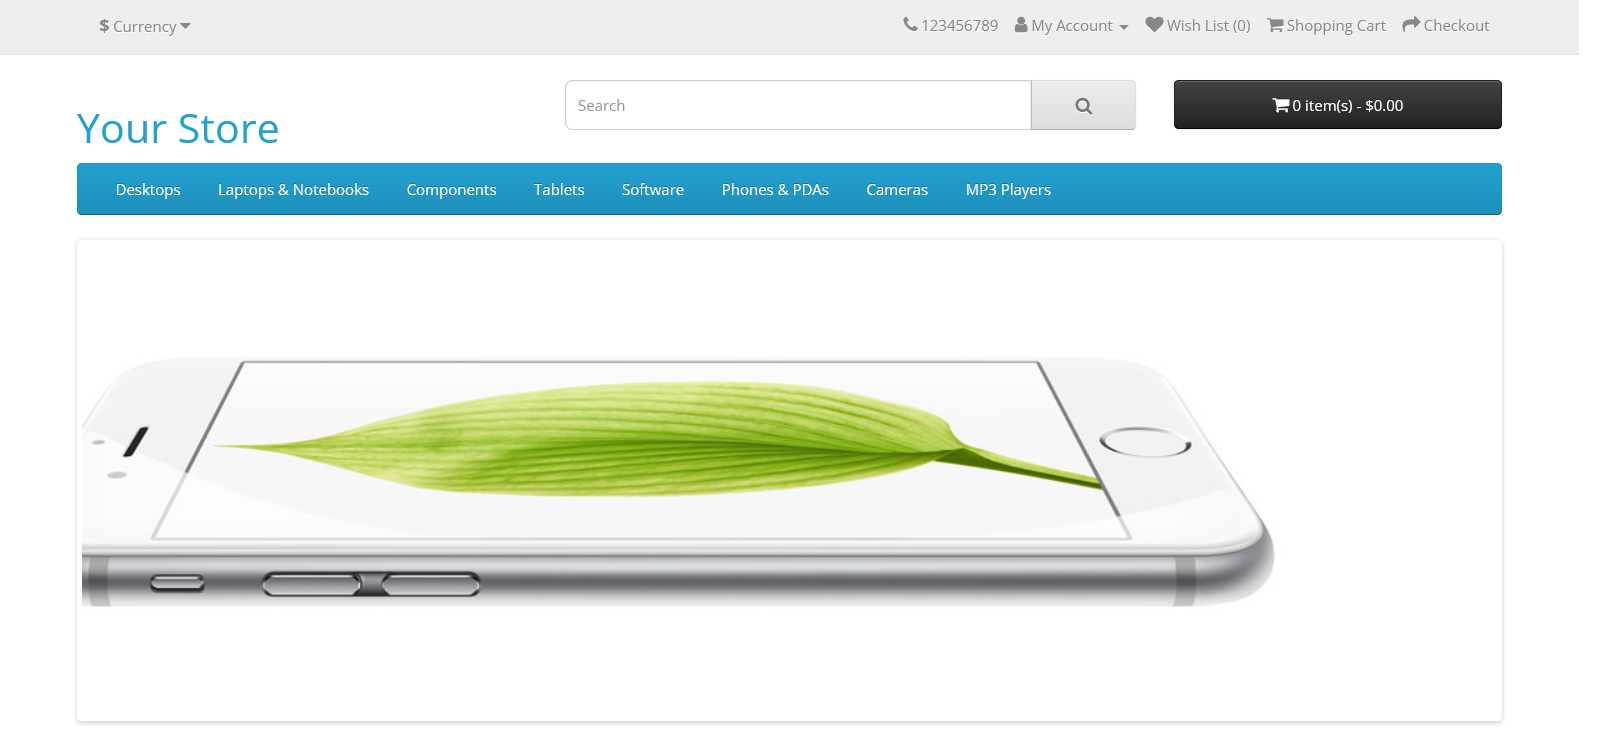 $ Currency 123456789 My Account Wish List (0) Shopping Cart Checkout
Search 0 item(s) - $0.00
Your Store
Desktops Laptops & Notebooks Components Tablets Software Phones & PDAs Cameras MP3 Players